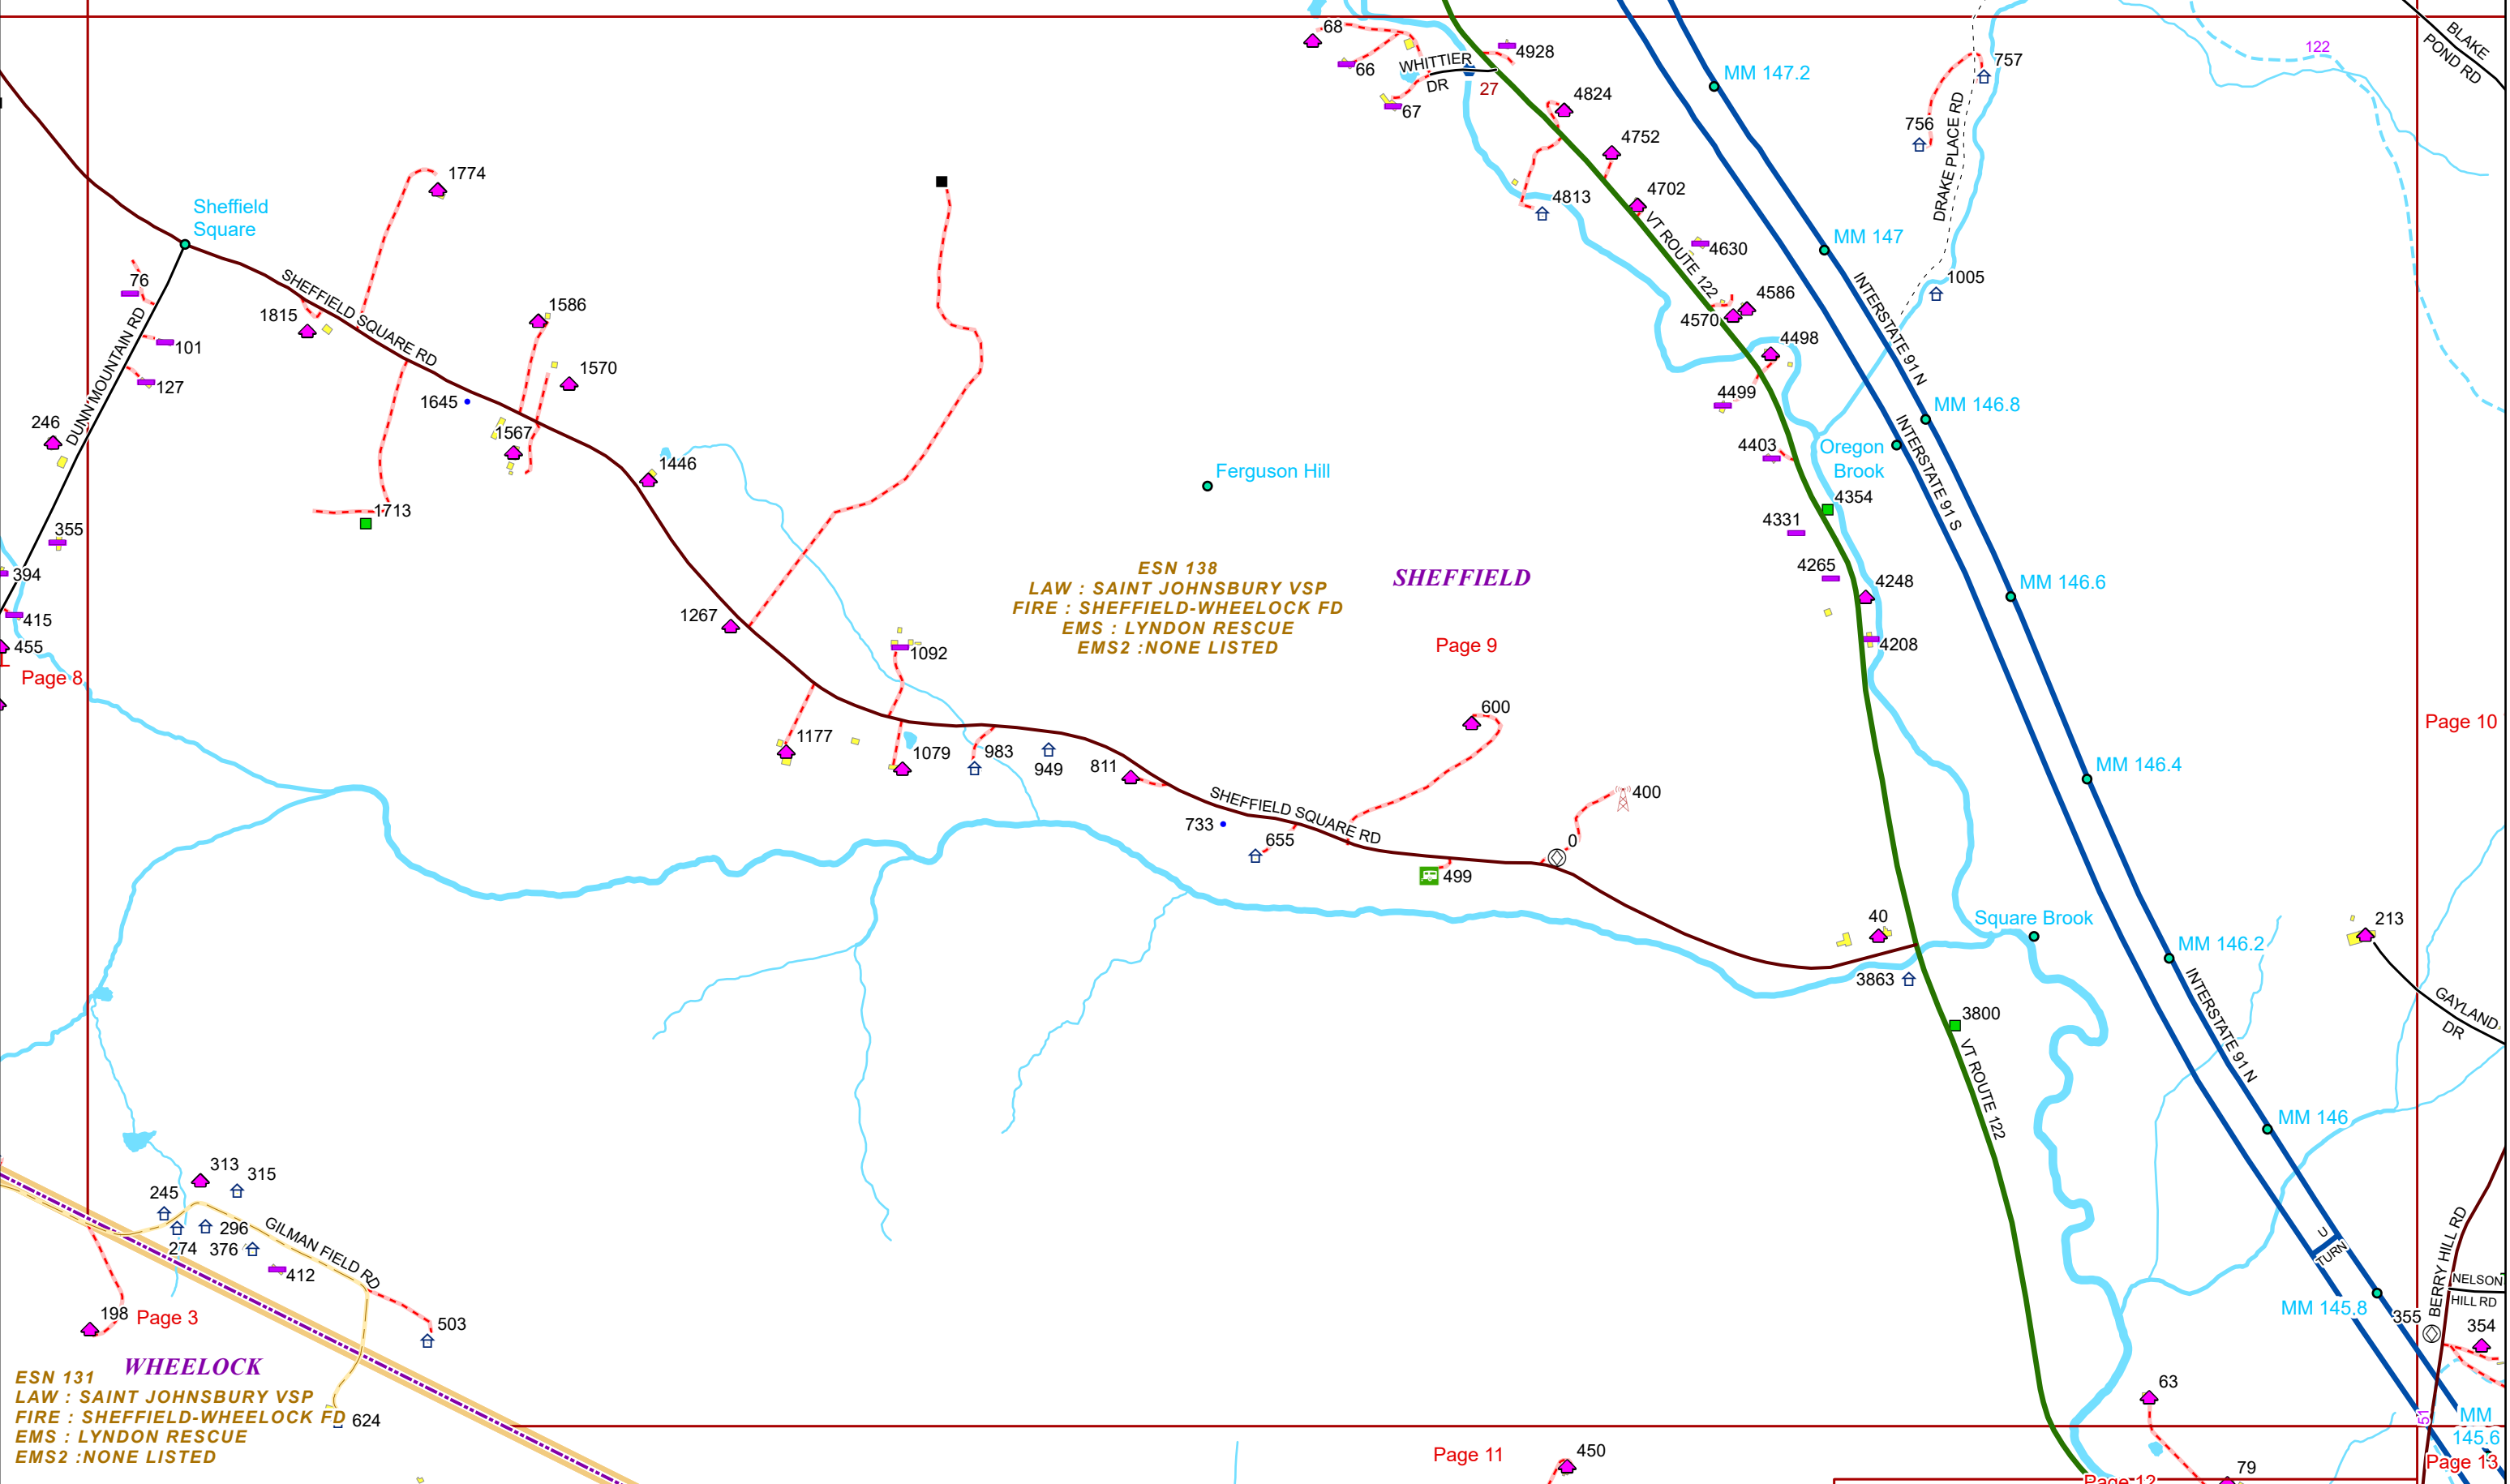 68
66
WHITTIER
DR
67
27
4928
4824
4752
4702
4813
VT ROUTE 122
4630
4586
4570
4498
4499
4403
4354
4331
4265
4248
4208
MM 147.2
MM 147
INTERSTATE 91 N
MM 146.8
Oregon
Brook
INTERSTATE 91 S
MM 146.6
MM 146.4
757
756
DRAKE PLACE RD
1005
122
BLAKE
POND RD
Sheffield
Square
1774
76
101
127
DUNN MOUNTAIN RD
246
355
394
415
455
Page 8
SHEFFIELD SQUARE RD
1815
1586
1570
1645
1567
1713
1446
1267
1092
1177
1079
983
949
811
Ferguson Hill
ESN 138
LAW : SAINT JOHNSBURY VSP
FIRE : SHEFFIELD-WHEELOCK FD
EMS : LYNDON RESCUE
EMS2 :NONE LISTED
SHEFFIELD
Page 9
Page 10
600
400
SHEFFIELD SQUARE RD
733
655
0
499
40
3863
Square Brook
3800
VT ROUTE 122
MM 146.2
INTERSTATE 91 N
MM 146
213
GAYLAND
DR
U
TURN
MM 145.8
BERRY HILL RD
NELSON
HILL RD
355
354
51
MM
145.6
Page 13
63
79
Page 12
Page 11
450
313
315
245
274
296
376
412
GILMAN FIELD RD
503
198
Page 3
WHEELOCK
ESN 131
LAW : SAINT JOHNSBURY VSP
FIRE : SHEFFIELD-WHEELOCK FD
EMS : LYNDON RESCUE
EMS2 :NONE LISTED
624